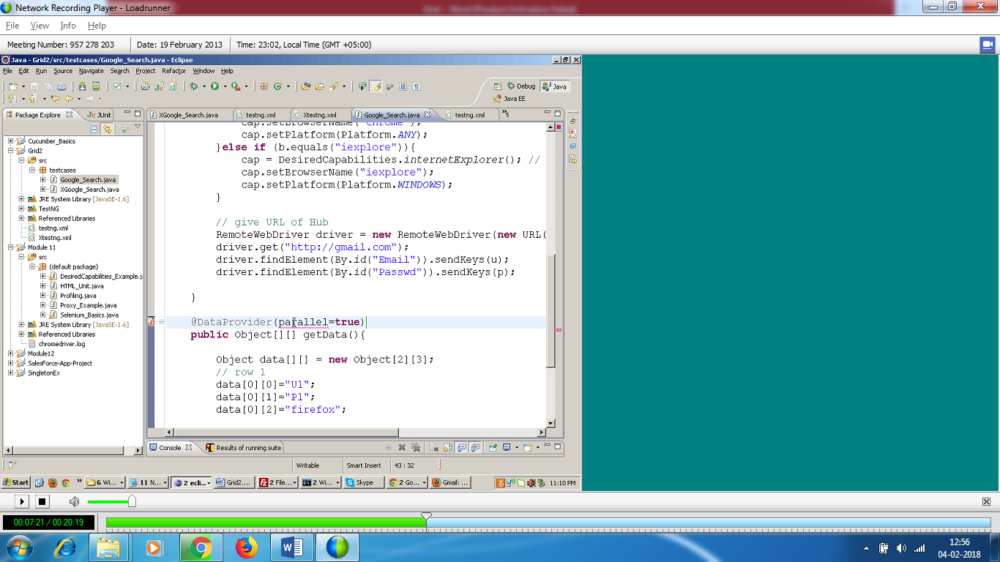 Network Recording Player - Loadrunner
File View Info Help
Meeting Number: 957 278 203 Date: 19 February 2013 Time: 23:02, Local Time (GMT +05:00)
Java - Grid2/src/testcases/Google_Search.java - Eclipse
File Edit Run Source Navigate Search Project Refactor Window Help
Debug Java
Java EE
Package Explore JUnit
XGoogle_Search.java testng.xml Xtestng.xml Google_Search.java testng.xml »5
Cucumber_Basics
Grid2
src
testcases
Google_Search.java
XGoogle_Search.java
JRE System Library [JavaSE-1.6]
TestNG
Referenced Libraries
testng.xml
Xtestng.xml
Module 11
src
(default package)
DesiredCapabilities_Example.j
HTML_Unit.java
Profiling.java
Proxy_Example.java
Selenium_Basics.java
JRE System Library [JavaSE-1.6]
Referenced Libraries
chromedriver.log
Module12
SalesForce-App-Project
SingletonEx
cap.setBrowserName("chrome");
cap.setPlatform(Platform.ANY);
}else if (b.equals("iexplore")){
cap = DesiredCapabilities.internetExplorer(); //
cap.setBrowserName("iexplore");
cap.setPlatform(Platform.WINDOWS);
}
// give URL of Hub
RemoteWebDriver driver = new RemoteWebDriver(new URL(
driver.get("http://gmail.com");
driver.findElement(By.id("Email")).sendKeys(u);
driver.findElement(By.id("Passwd")).sendKeys(p);
}
@DataProvider(parallel=true)
public Object[][] getData(){
Object data[][] = new Object[2][3];
// row 1
data[0][0]="U1";
data[0][1]="P1";
data[0][2]="firefox";
Console Results of running suite
Writable Smart Insert 43 : 32
Start » 6 Wi... 11 N... 2 ecli... Grid2.... 2 File... 2 Wi... Skype 2 Go... Gmail: ... 11:10 PM
00:07:21 / 00:20:19
12:56
04-02-2018